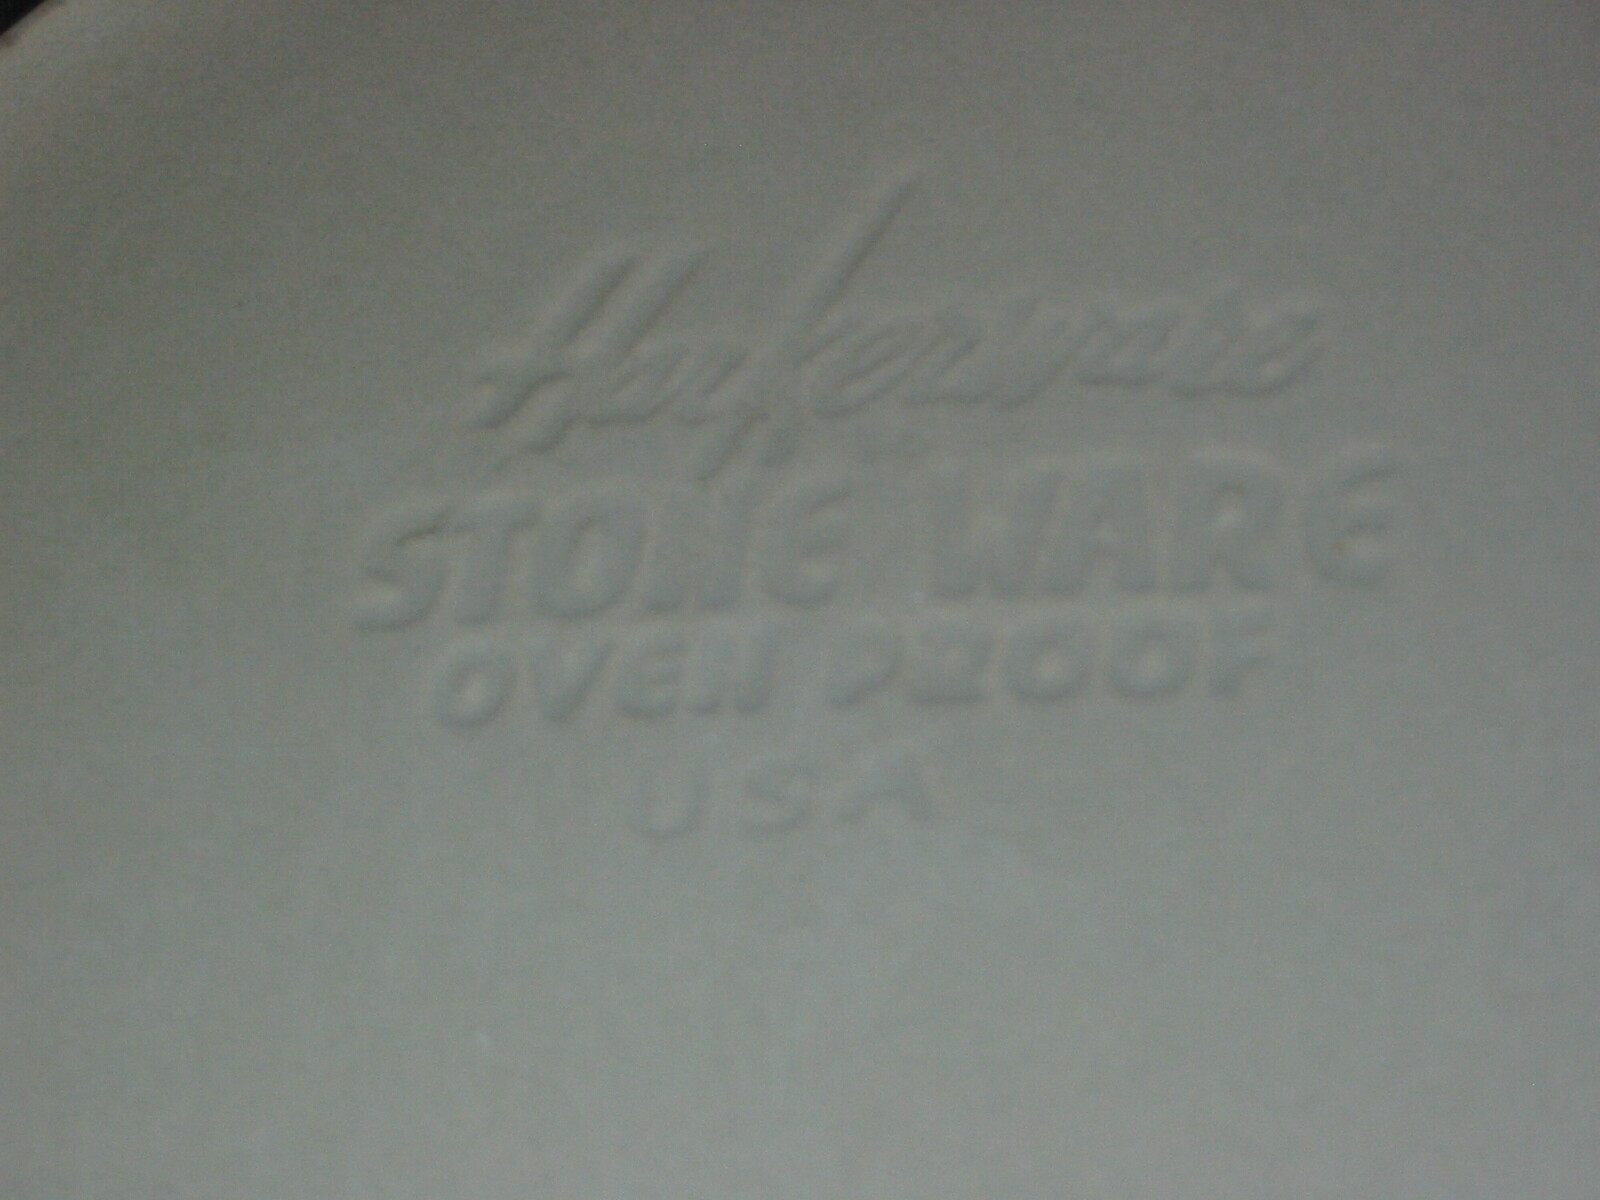 Harkerware
STONE WARE
OVEN PROOF
USA